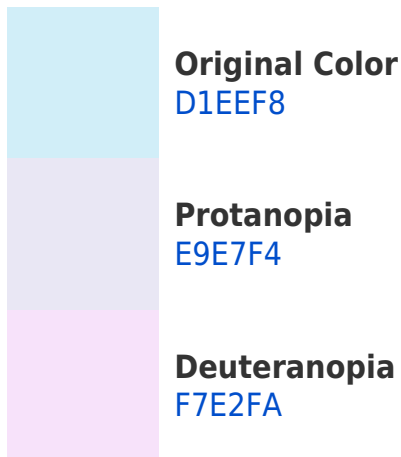 Original Color
D1EEF8
Protanopia
E9E7F4
Deuteranopia
F7E2FA